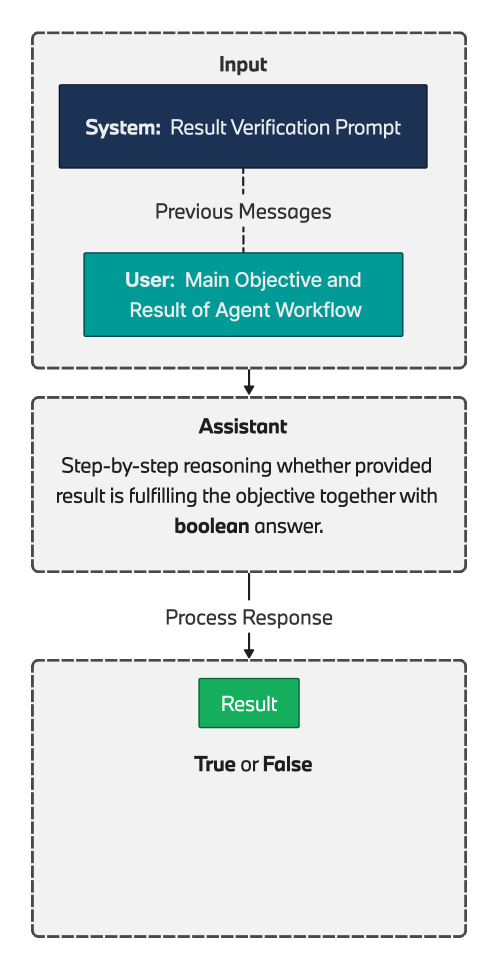 Input
System: Result Verification Prompt
Previous Messages
User: Main Objective and
Result of Agent Workflow
Assistant
Step-by-step reasoning whether provided
result is fulfilling the objective together with
boolean answer.
Process Response
Result
True or False